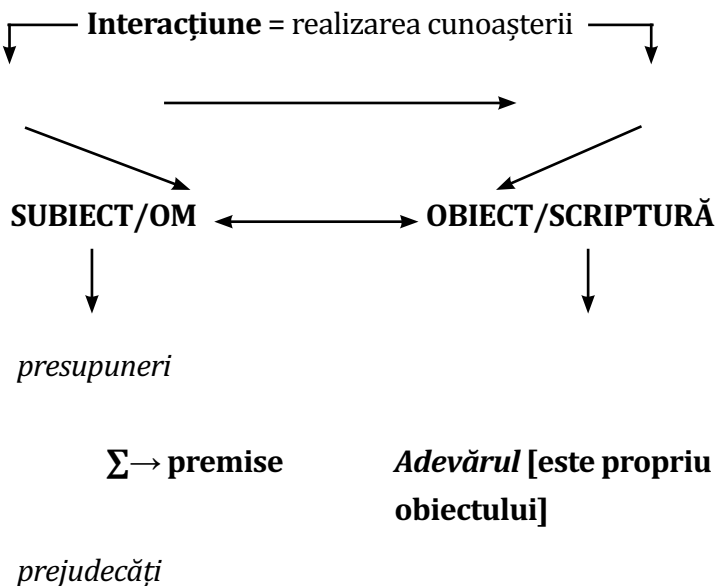 Interacțiune = realizarea cunoașterii
SUBIECT/OM OBIECT/SCRIPTURĂ
presupuneri
∑→ premise Adevărul [este propriu
obiectului]
prejudecăți